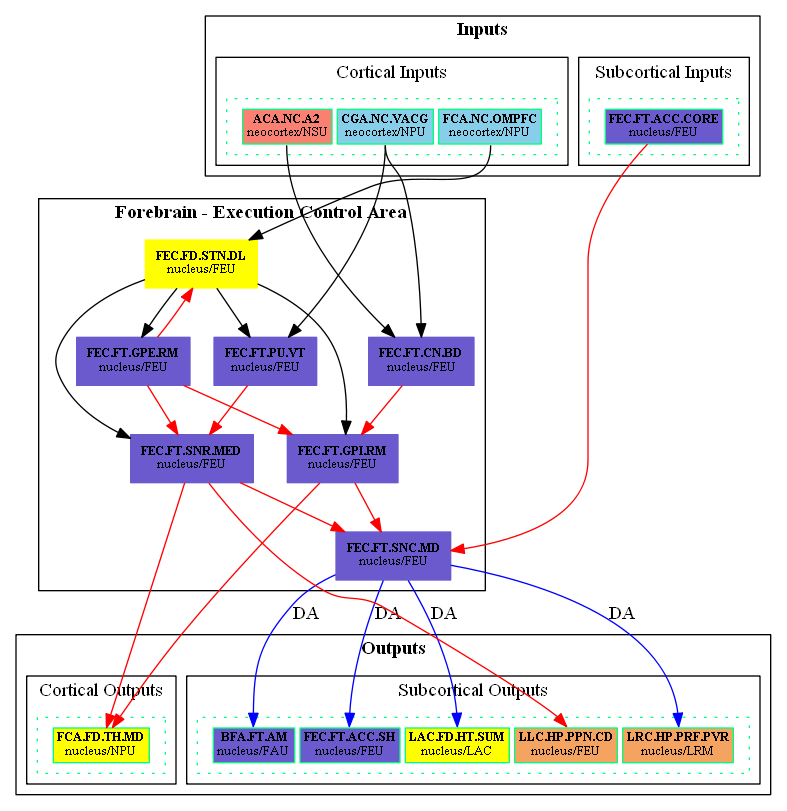 Inputs
Cortical Inputs
Subcortical Inputs
ACA.NC.A2
neocortex/NSU
CGA.NC.VACG
neocortex/NPU
FCA.NC.OMPFC
neocortex/NPU
FEC.FT.ACC.CORE
nucleus/FEU
Forebrain - Execution Control Area
FEC.FD.STN.DL
nucleus/FEU
FEC.FT.GPE.RM
nucleus/FEU
FEC.FT.PU.VT
nucleus/FEU
FEC.FT.CN.BD
nucleus/FEU
FEC.FT.SNR.MED
nucleus/FEU
FEC.FT.GPI.RM
nucleus/FEU
FEC.FT.SNC.MD
nucleus/FEU
DA
DA
DA
DA
Outputs
Cortical Outputs
Subcortical Outputs
FCA.FD.TH.MD
nucleus/NPU
BFA.FT.AM
nucleus/FAU
FEC.FT.ACC.SH
nucleus/FEU
LAC.FD.HT.SUM
nucleus/LAC
LLC.HP.PPN.CD
nucleus/FEU
LRC.HP.PRF.PVR
nucleus/LRM